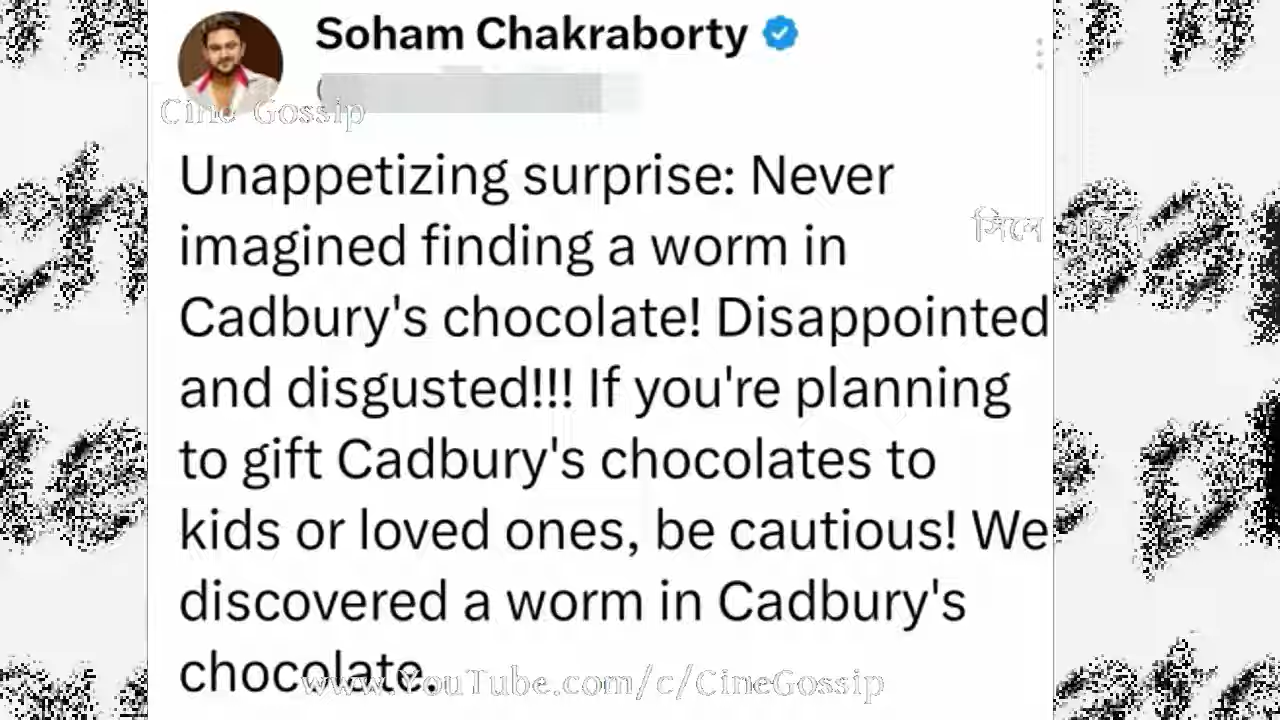 Soham Chakraborty
Cine Gossip
Unappetizing surprise: Never
imagined finding a worm in
Cadbury's chocolate! Disappointed
and disgusted!!! If you're planning
to gift Cadbury's chocolates to
kids or loved ones, be cautious! We
discovered a worm in Cadbury's
chocolate.
www.YouTube.com/c/CineGossip